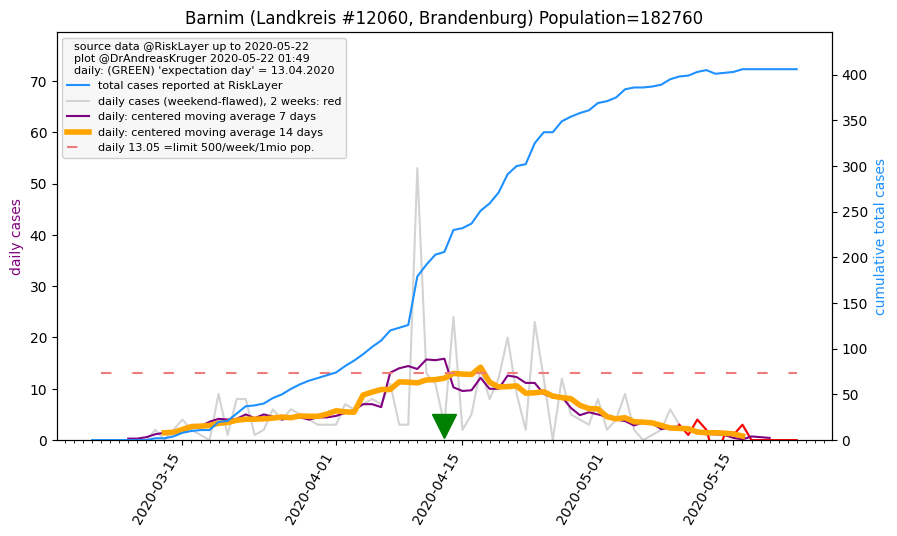 Barnim (Landkreis #12060, Brandenburg) Population=182760
source data @RiskLayer up to 2020-05-22
plot @DrAndreasKruger 2020-05-22 01:49
daily: (GREEN) 'expectation day' = 13.04.2020
total cases reported at RiskLayer
daily cases (weekend-flawed), 2 weeks: red
daily: centered moving average 7 days
daily: centered moving average 14 days
daily 13.05 =limit 500/week/1mio pop.
daily cases
70
60
50
40
30
20
10
0
cumulative total cases
400
350
300
250
200
150
100
50
0
2020-03-15
2020-04-01
2020-04-15
2020-05-01
2020-05-15